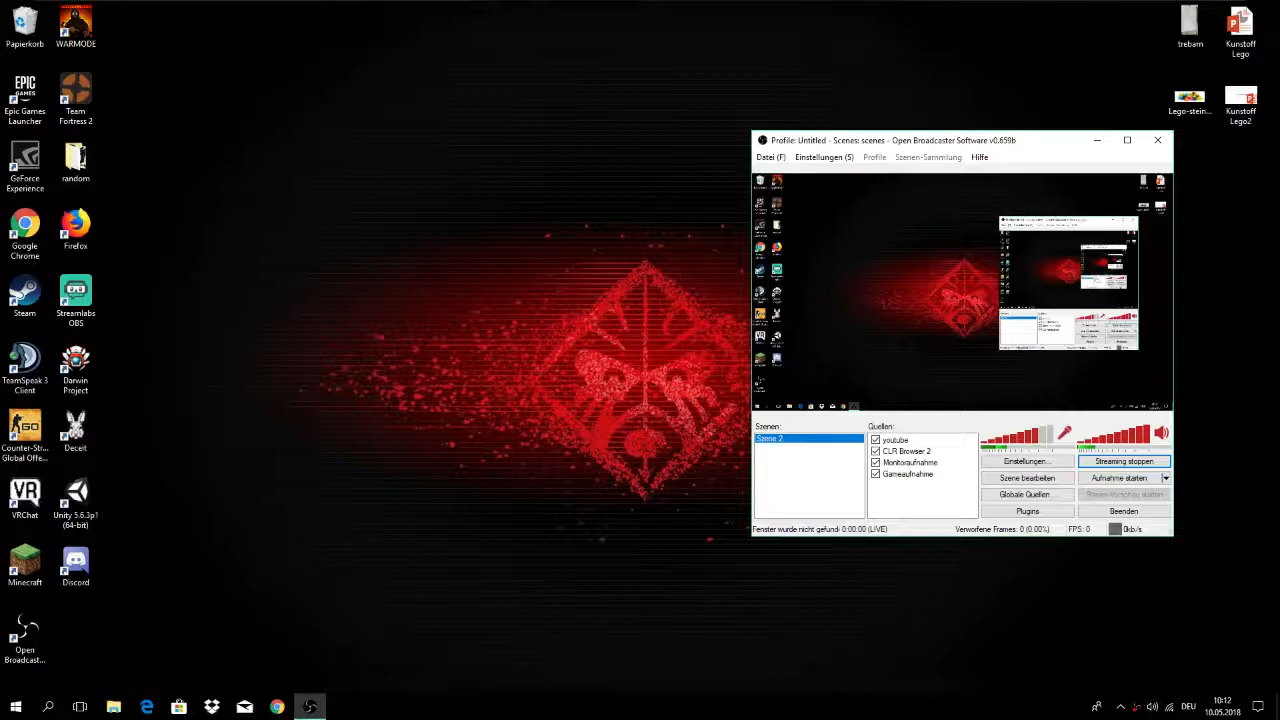 Papierkorb
WARMODE
Epic Games
Launcher
Team
Fortress 2
GeForce
Experience
random
Google
Chrome
Firefox
Steam
Streamlabs
OBS
TeamSpeak 3
Client
Darwin
Project
Counter-Str...
Global Offe...
Deceit
VRChat
Unity 5.6.3p1
(64-bit)
Minecraft
Discord
Open
Broadcast...
trebarn
Kunstoff
Lego
Lego-stein...
Kunstoff
Lego2
Profile: Untitled - Scenes: scenes - Open Broadcaster Software v0.659b
Datei (F) Einstellungen (S) Profile Szenen-Sammlung Hilfe
Szenen:
Szene 2
Quellen:
youtube
CLR Browser 2
Monitoraufnahme
Gameaufnahme
Einstellungen... Streaming stoppen
Szene bearbeiten Aufnahme starten
Globale Quellen...
Plugins Beenden
Fenster wurde nicht gefund 0:00:00 (LIVE) Verworfene Frames: 0 (0.00%) FPS: 0 0kb/s
DEU
10:12
10.05.2018